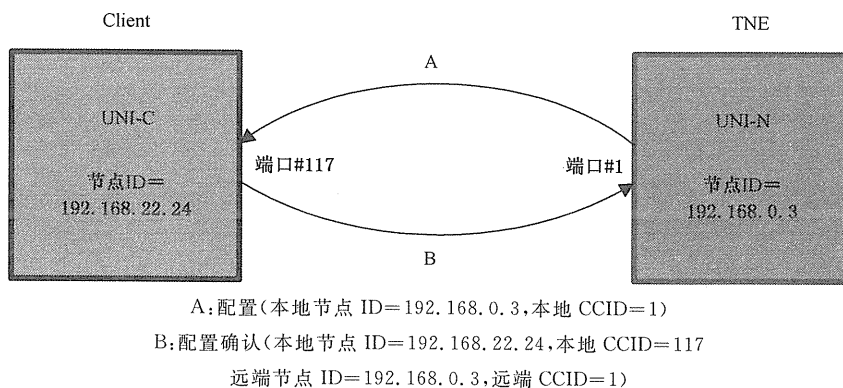 Client
TNE
A
UNI-C
UNI-N
端口#117
端口#1
节点ID=
192.168.22.24
节点ID=
192.168.0.3
B
A:配置(本地节点 ID=192.168.0.3,本地 CCID=1)
B:配置确认(本地节点 ID=192.168.22.24,本地 CCID=117
远端节点 ID=192.168.0.3,远端 CCID=1)